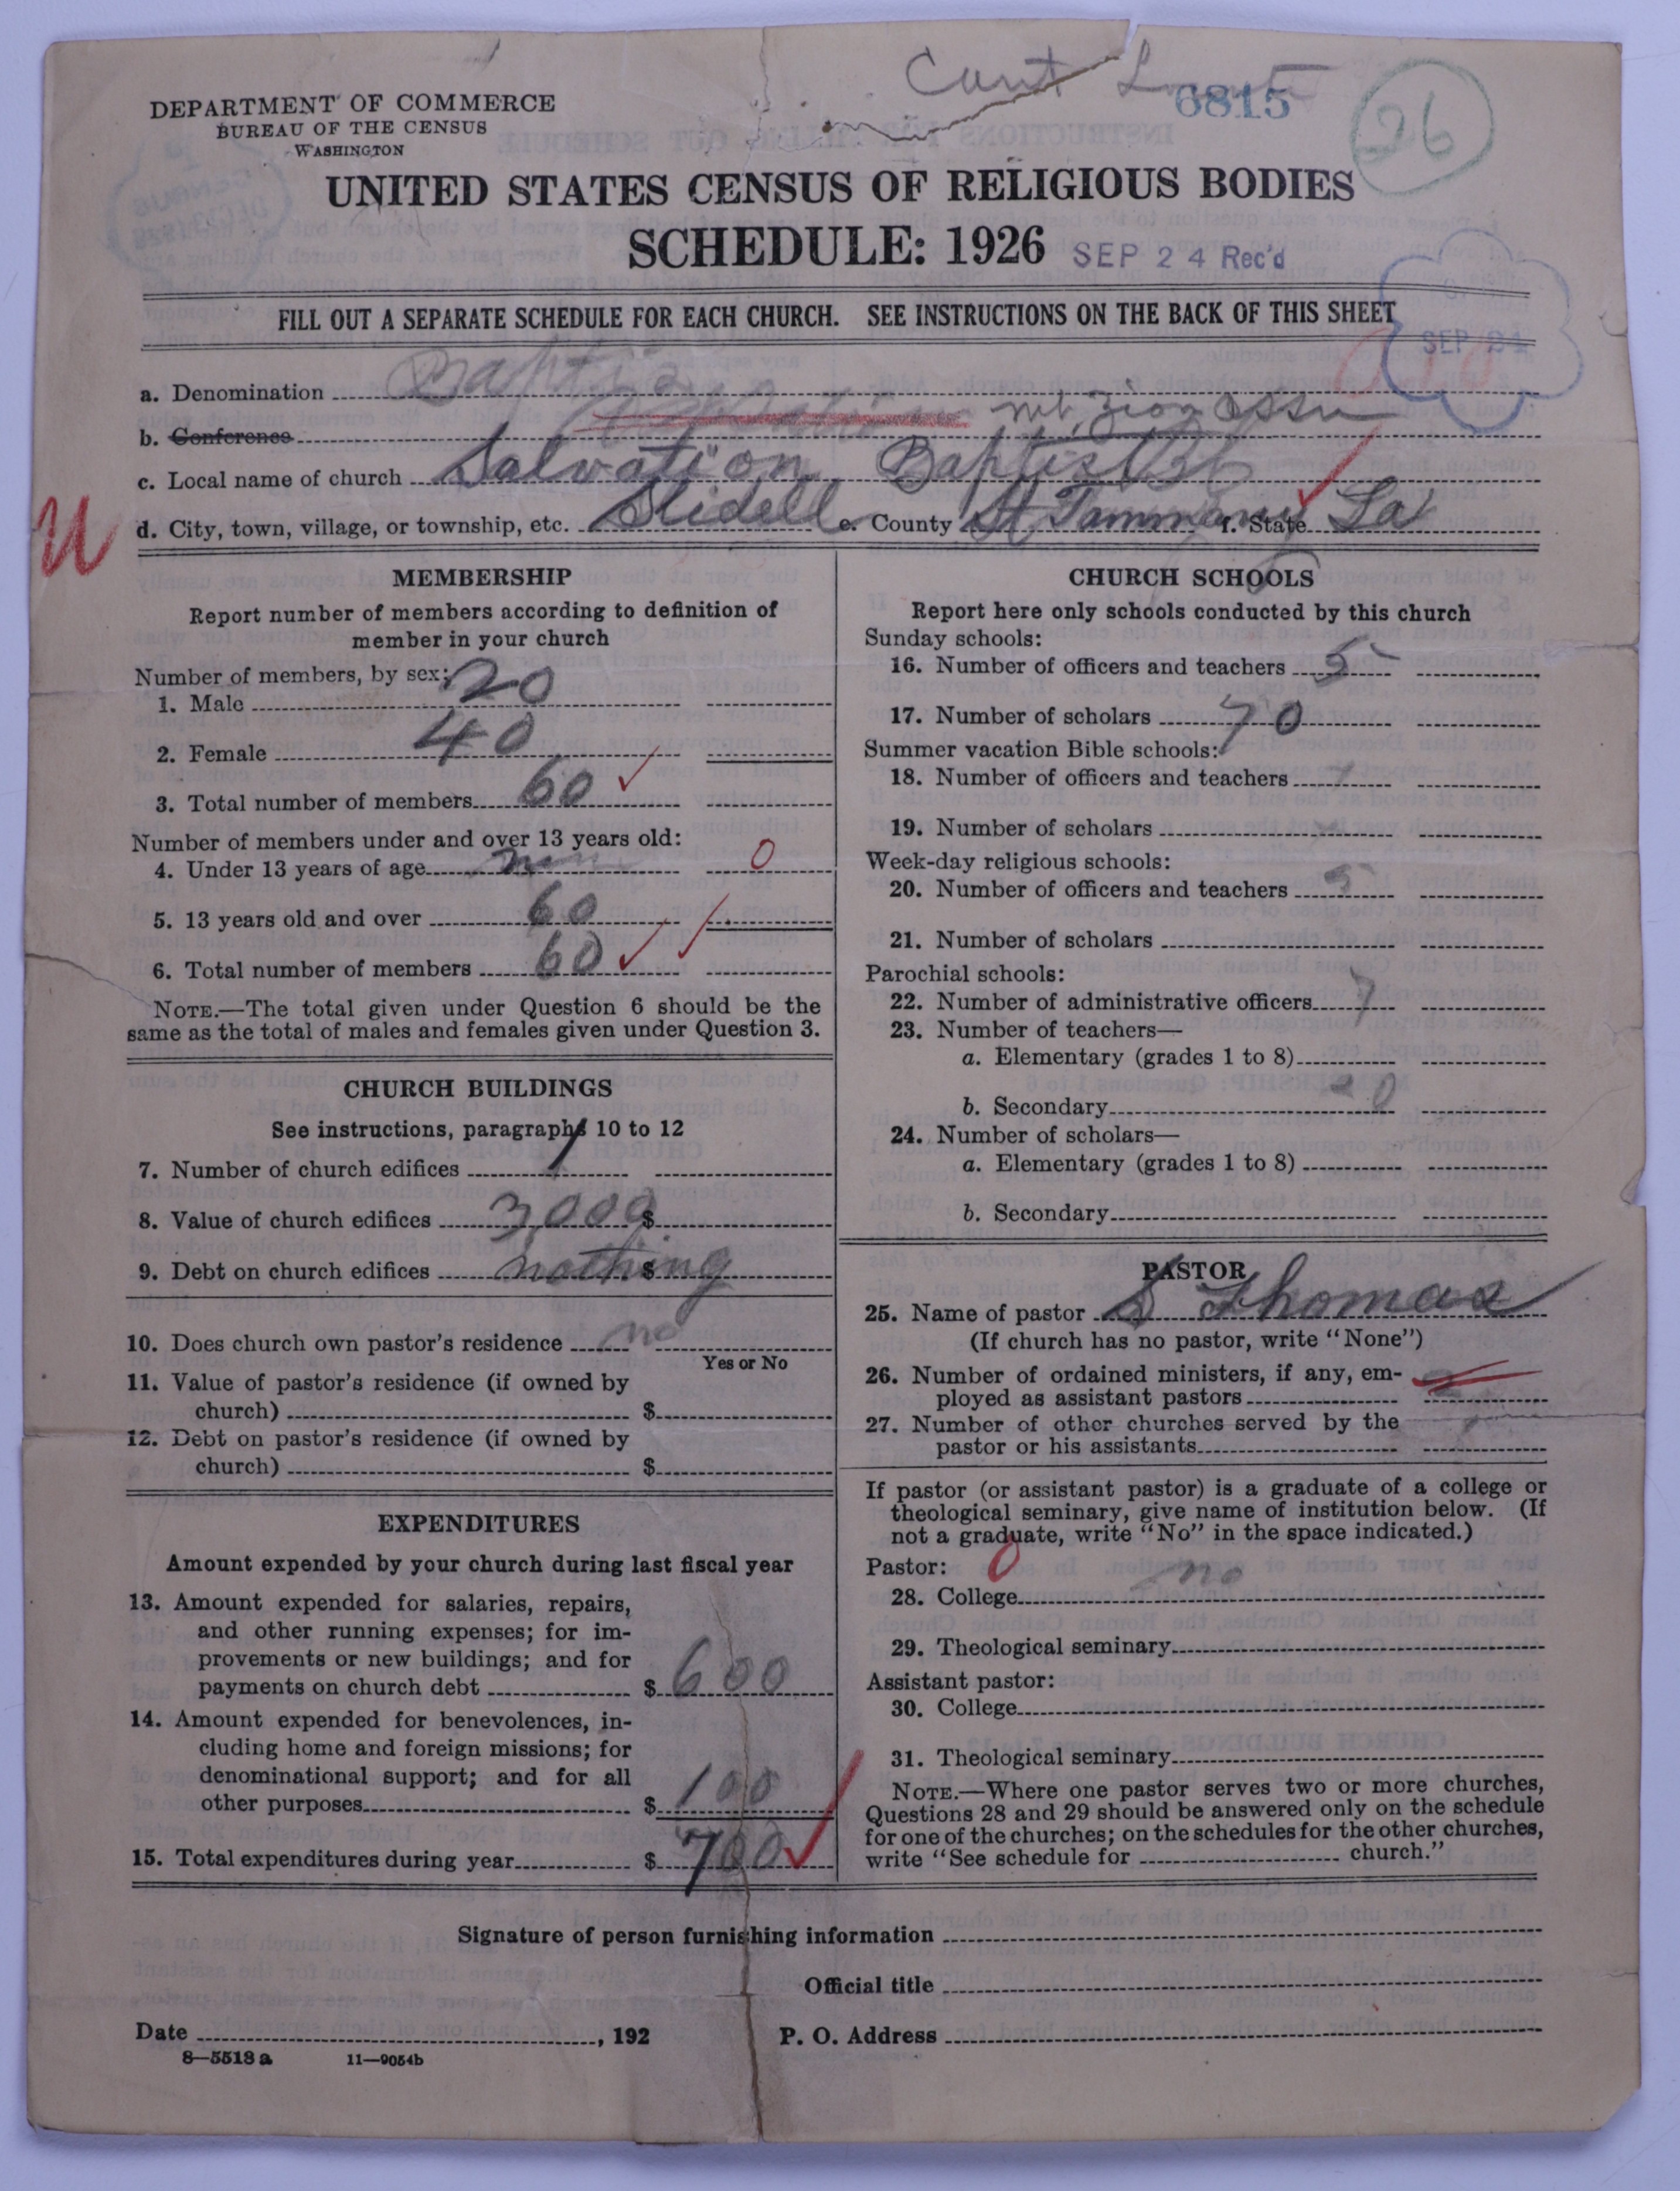 Cant
6815
26
DEPARTMENT OF COMMERCE
BUREAU OF THE CENSUS
WASHINGTON
UNITED STATES CENSUS OF RELIGIOUS BODIES
SCHEDULE: 1926 SEP 24 Rec'd
FILL OUT A SEPARATE SCHEDULE FOR EACH CHURCH. SEE INSTRUCTIONS ON THE BACK OF THIS SHEET
SEP 24
a. Denomination Baptist
b. Conference Mt. Zion Assn
c. Local name of church Salvation Baptist Ch
d. City, town, village, or township, etc. Slidell e. County St Tammany f. State La
U
MEMBERSHIP
Report number of members according to definition of
member in your church
Number of members, by sex:
1. Male 20
2. Female 40
3. Total number of members 60
Number of members under and over 13 years old:
4. Under 13 years of age 0
5. 13 years old and over 60
6. Total number of members 60
NOTE.—The total given under Question 6 should be the
same as the total of males and females given under Question 3.
CHURCH BUILDINGS
See instructions, paragraphs 10 to 12
7. Number of church edifices 1
8. Value of church edifices $ 3,000
9. Debt on church edifices $ nothing
10. Does church own pastor's residence no
Yes or No
11. Value of pastor's residence (if owned by
church) $
12. Debt on pastor's residence (if owned by
church) $
EXPENDITURES
Amount expended by your church during last fiscal year
13. Amount expended for salaries, repairs,
and other running expenses; for im-
provements or new buildings; and for
payments on church debt $ 600
14. Amount expended for benevolences, in-
cluding home and foreign missions; for
denominational support; and for all
other purposes $ 100
15. Total expenditures during year $ 700
CHURCH SCHOOLS
Report here only schools conducted by this church
Sunday schools:
16. Number of officers and teachers 5
17. Number of scholars 70
Summer vacation Bible schools:
18. Number of officers and teachers
19. Number of scholars
Week-day religious schools:
20. Number of officers and teachers 5
21. Number of scholars
Parochial schools:
22. Number of administrative officers 7
23. Number of teachers—
a. Elementary (grades 1 to 8)
b. Secondary
24. Number of scholars—
a. Elementary (grades 1 to 8)
b. Secondary
PASTOR
25. Name of pastor S Thomas
(If church has no pastor, write "None")
26. Number of ordained ministers, if any, em-
ployed as assistant pastors
27. Number of other churches served by the
pastor or his assistants
If pastor (or assistant pastor) is a graduate of a college or
theological seminary, give name of institution below. (If
not a graduate, write "No" in the space indicated.)
Pastor: 0
28. College no
29. Theological seminary
Assistant pastor:
30. College
31. Theological seminary
NOTE.—Where one pastor serves two or more churches,
Questions 28 and 29 should be answered only on the schedule
for one of the churches; on the schedules for the other churches,
write "See schedule for church."
Signature of person furnishing information
Official title
Date , 192
P. O. Address
8—5518 a 11—9054b